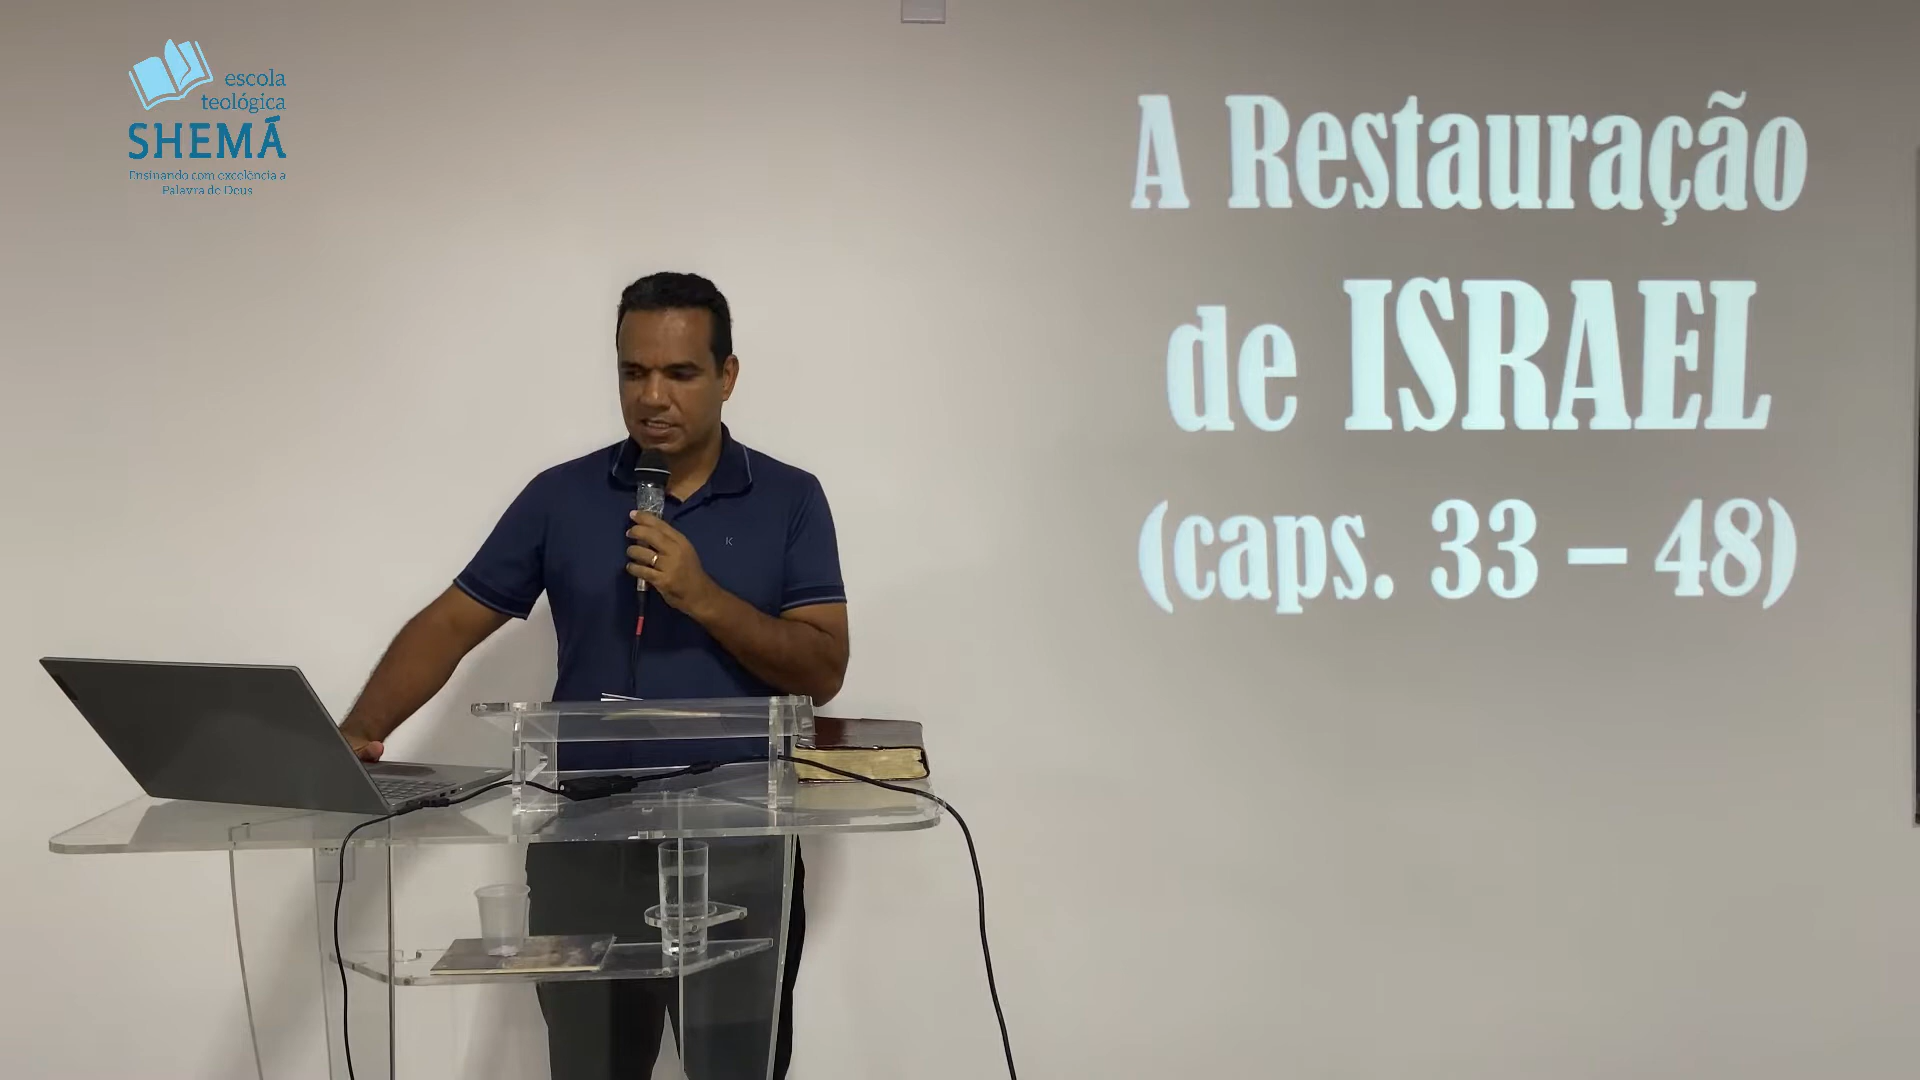 escola
teológica
SHEMÁ
Ensinando com excelência a
Palavra de Deus
A Restauração
de ISRAEL
(caps. 33 – 48)
K